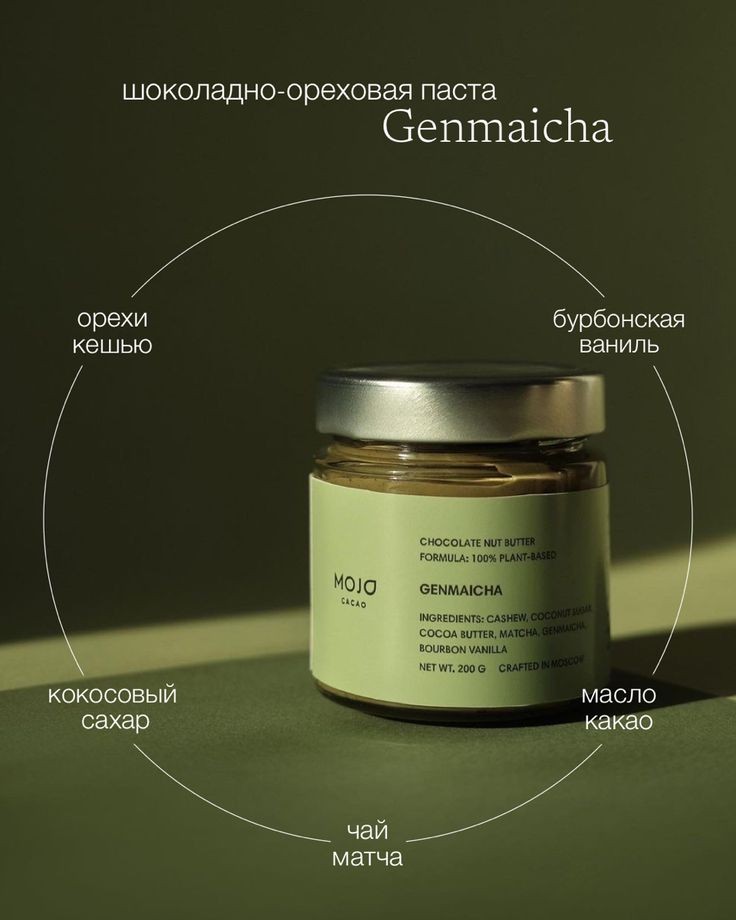 шоколадно-ореховая паста
Genmaicha
орехи
кешью
бурбонская
ваниль
CHOCOLATE NUT BUTTER
FORMULA: 100% PLANT-BASED
MOJO
CACAO
GENMAICHA
INGREDIENTS: CASHEW, COCONUT SUGAR,
COCOA BUTTER, MATCHA, GENMAICHA,
BOURBON VANILLA
NET WT. 200 G CRAFTED IN MOSCOW
кокосовый
сахар
масло
какао
чай
матча